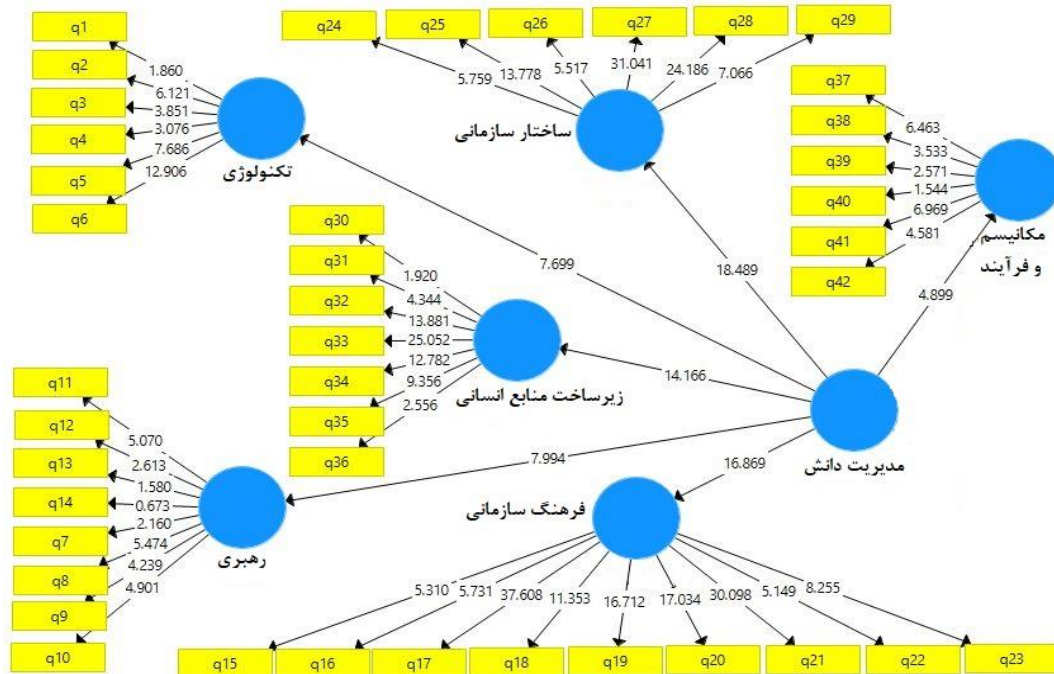 q1
q2
q3
q4
q5
q6
1.860
6.121
3.851
3.076
7.686
12.906
تکنولوژی
q24
q25
q26
q27
q28
q29
5.759
13.778
5.517
31.041
24.186
7.066
ساختار سازمانی
q37
q38
q39
q40
q41
q42
6.463
3.533
2.571
1.544
6.969
4.581
مکانیسم
و فرآیند
q30
q31
q32
q33
q34
q35
q36
1.920
4.344
13.881
25.052
12.782
9.356
2.556
زیرساخت منابع انسانی
7.699
18.489
4.899
14.166
7.994
16.869
مدیریت دانش
q11
q12
q13
q14
q7
q8
q9
q10
5.070
2.613
1.580
0.673
2.160
5.474
4.239
4.901
رهبری
فرهنگ سازمانی
5.310
5.731
37.608
11.353
16.712
17.034
30.098
5.149
8.255
q15
q16
q17
q18
q19
q20
q21
q22
q23